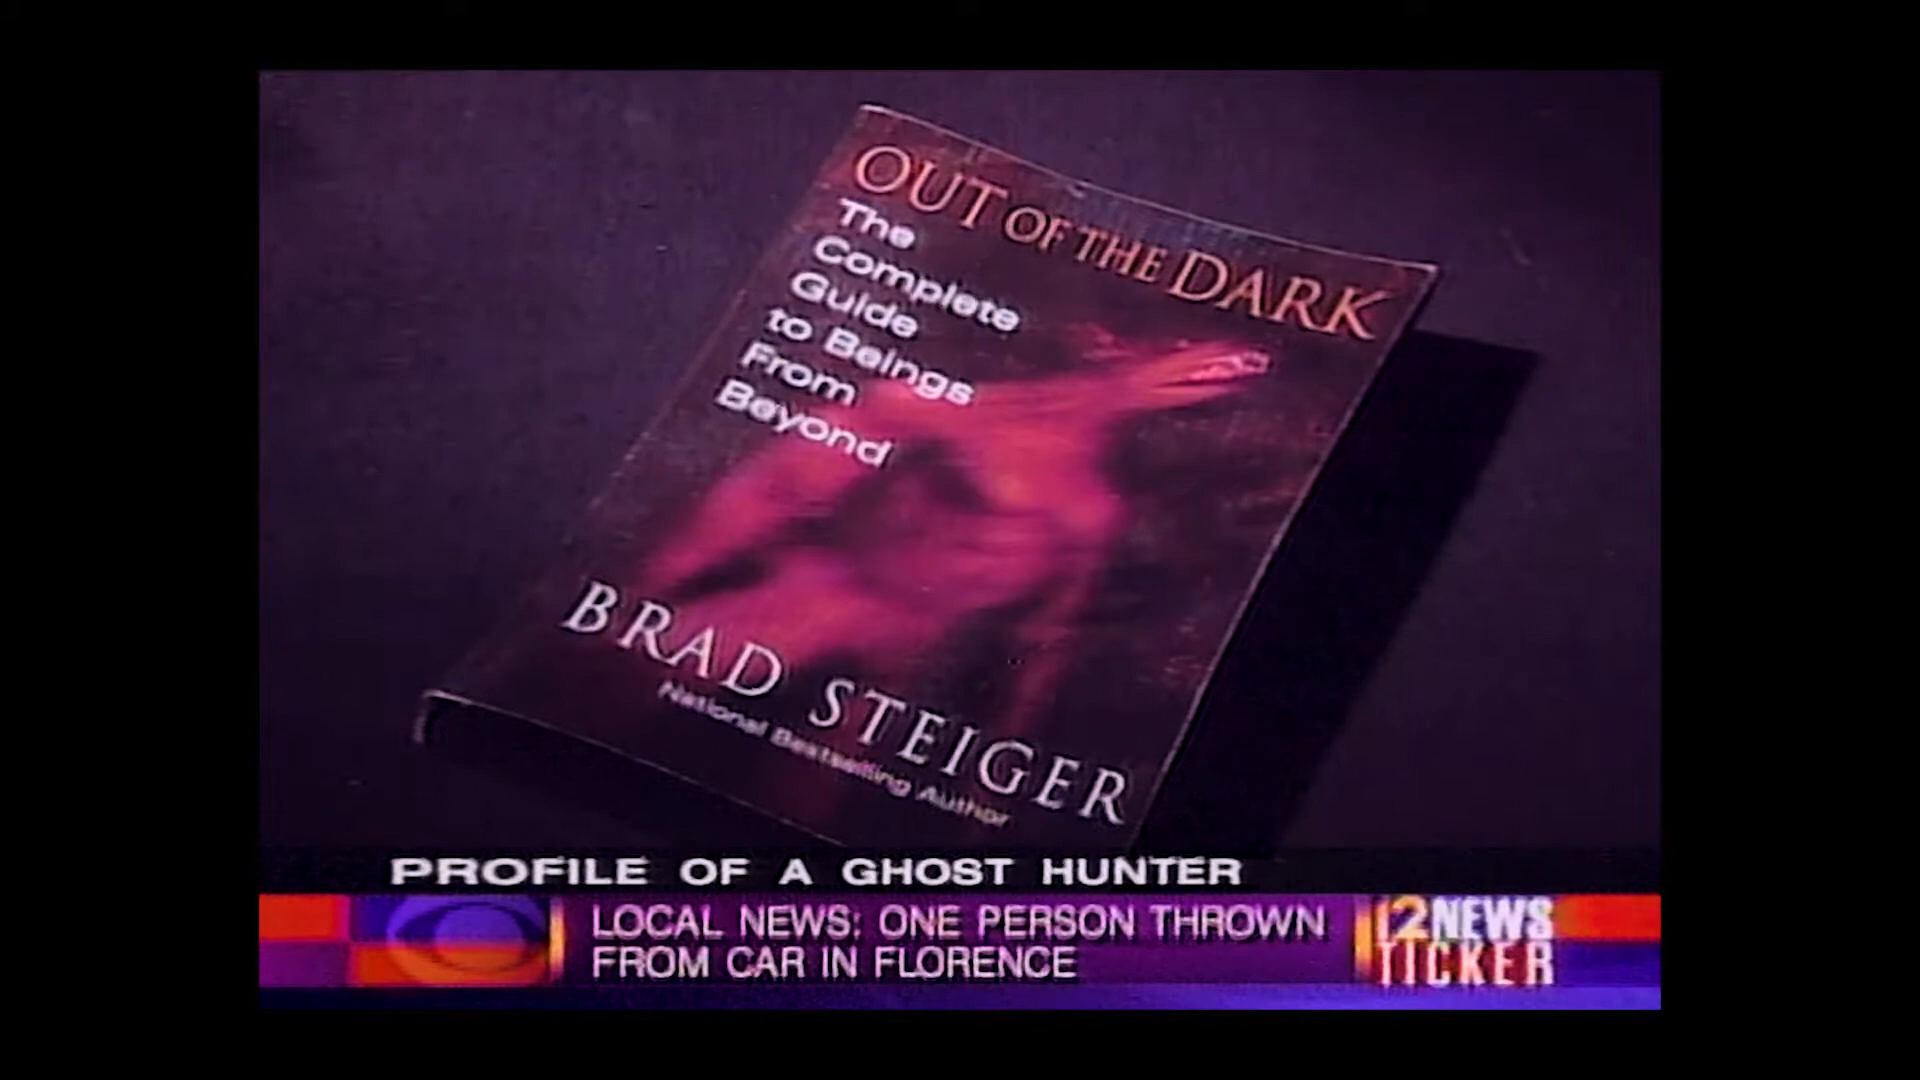 OUT OF THE DARK
The
Complete
Guide
to Beings
From
Beyond
BRAD STEIGER
National Bestselling Author
PROFILE OF A GHOST HUNTER
LOCAL NEWS: ONE PERSON THROWN
FROM CAR IN FLORENCE
12NEWS
TICKER